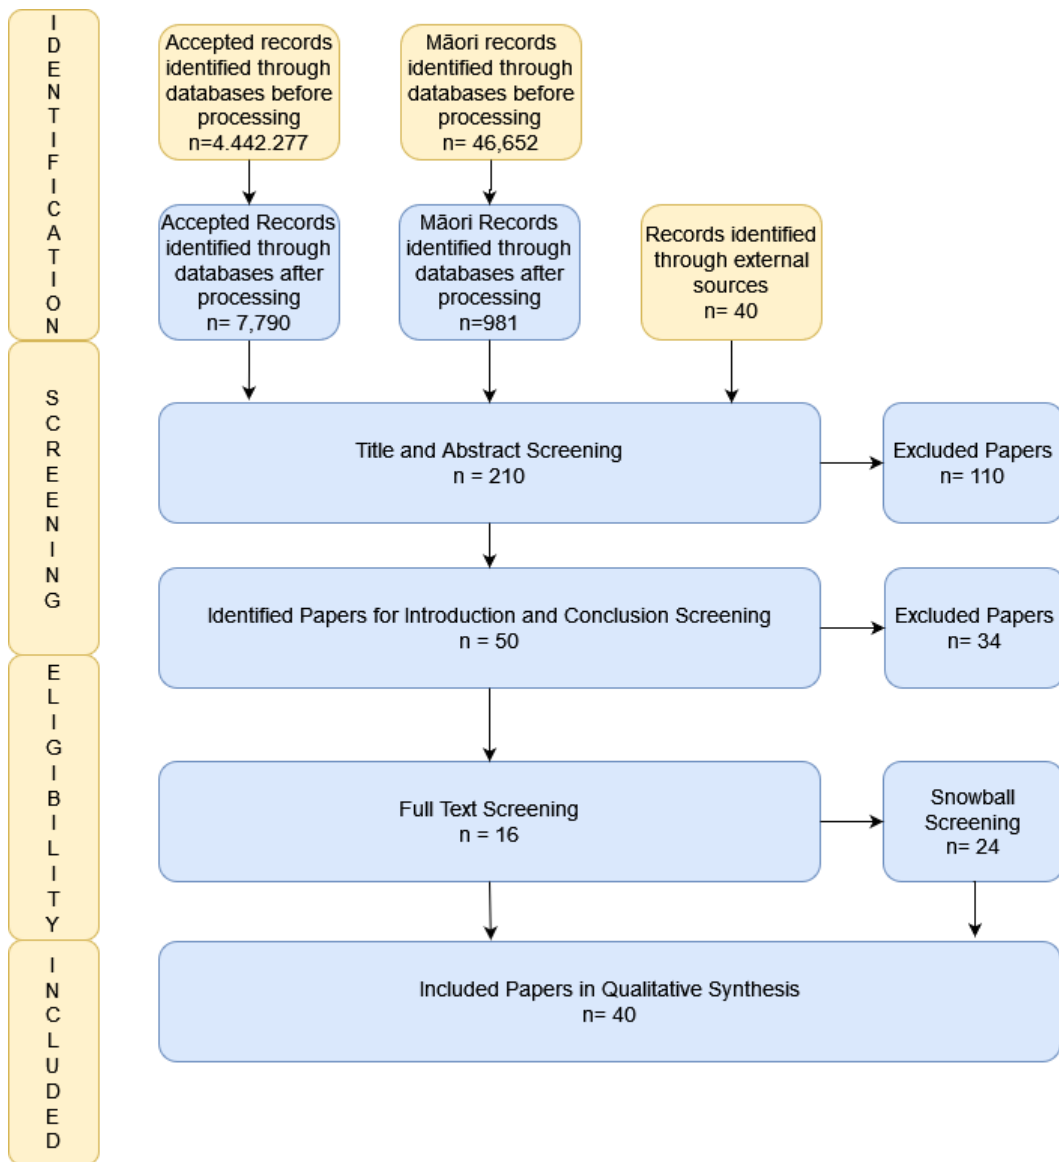 I
D
E
N
T
I
F
I
C
A
T
I
O
N
Accepted records
identified through
databases before
processing
n=4.442.277
Māori records
identified through
databases before
processing
n= 46,652
Accepted Records
identified through
databases after
processing
n= 7,790
Māori Records
identified through
databases after
processing
n=981
Records identified
through external
sources
n= 40
S
C
R
E
E
N
I
N
G
Title and Abstract Screening
n = 210
Excluded Papers
n= 110
Identified Papers for Introduction and Conclusion Screening
n = 50
Excluded Papers
n= 34
E
L
I
G
I
B
I
L
I
T
Y
Full Text Screening
n = 16
Snowball
Screening
n= 24
I
N
C
L
U
D
E
D
Included Papers in Qualitative Synthesis
n= 40